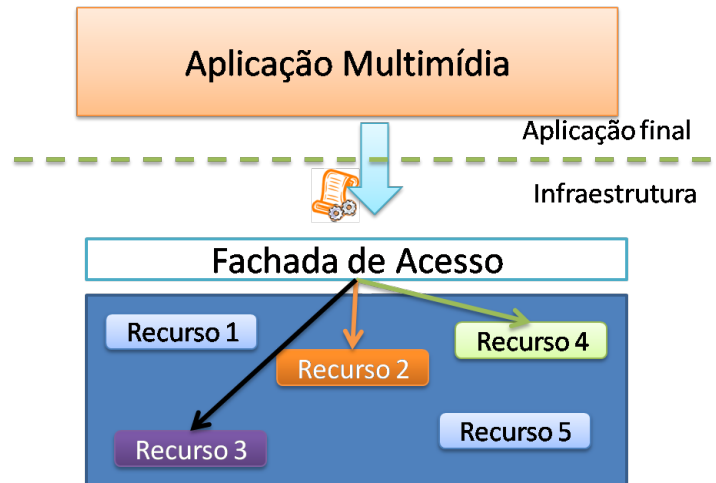 Aplicação Multimídia
Aplicação final
Infraestrutura
Fachada de Acesso
Recurso 1
Recurso 4
Recurso 2
Recurso 5
Recurso 3